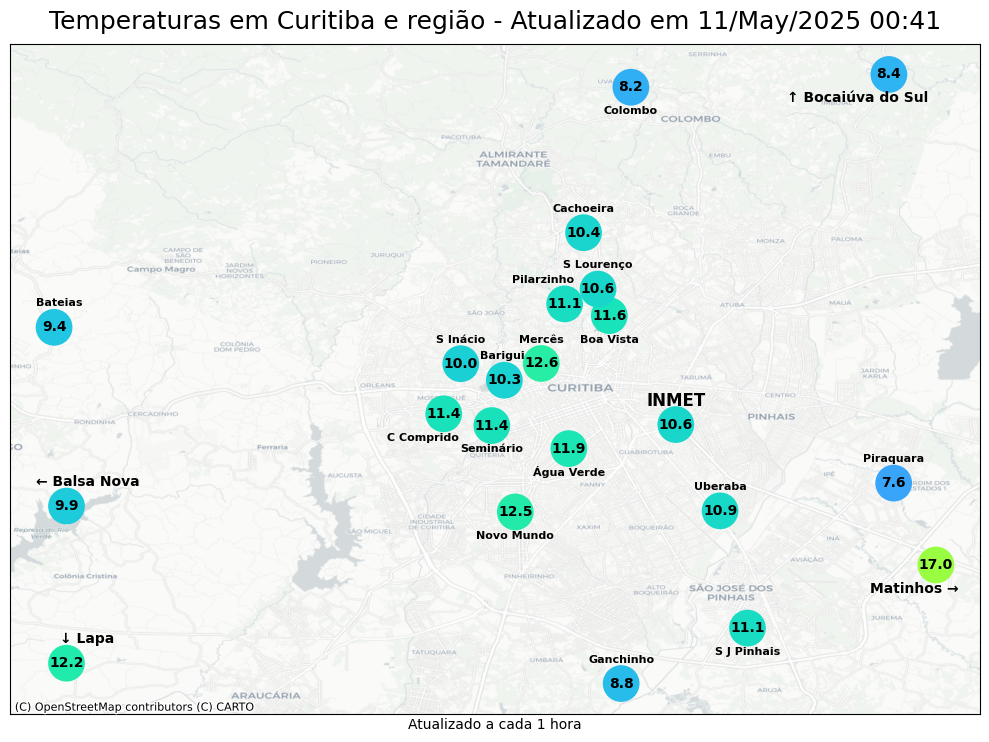 Temperaturas em Curitiba e região - Atualizado em 11/May/2025 00:41
SERRINHA
8.4
8.2
↑ Bocaiúva do Sul
Colombo
COLOMBO
PACOTUBA
ALMIRANTE
TAMANDARÉ
EMBU
Cachoeira
ROÇA
GRANDE
10.4
MONZA
PALOMA
CAMPO DE
SÃO
BENEDITO
JURUQUI
PIONEIRO
Campo Magro
JARDIM
NOVOS
HORIZONTES
S Lourenço
10.6
Pilarzinho
11.1
Bateias
9.4
ATUBA
MAUÁ
SÃO JOÃO
11.6
Boa Vista
S Inácio
10.0
Mercês
12.6
Barigui
10.3
COLÔNIA
DOM PEDRO
JARDIM
KARLA
TARUMÃ
ORLEANS
CURITIBA
CENTRO
INMET
10.6
PINHAIS
11.4
C Comprido
11.4
Seminário
CERCADINHO
RONDINHA
Ferraria
11.9
Água Verde
GUABIROTUBA
Piraquara
7.6
IPÊ
AUGUSTA
FANNY
← Balsa Nova
9.9
Uberaba
10.9
12.5
Novo Mundo
CIDADE
INDUSTRIAL
DE CURITIBA
SÃO MIGUEL
XAXIM
BOQUEIRÃO
INÁ
Represa do Rio
Verde
AVIAÇÃO
17.0
Matinhos →
Colônia Cristina
PINHEIRINHO
ALTO
BOQUEIRÃO
SÃO JOSÉ DOS
PINHAIS
JUREMA
11.1
S J Pinhais
↓ Lapa
12.2
TATUQUARA
UMBARÁ
Ganchinho
8.8
ARUJÁ
ARAUCÁRIA
(C) OpenStreetMap contributors (C) CARTO
Atualizado a cada 1 hora